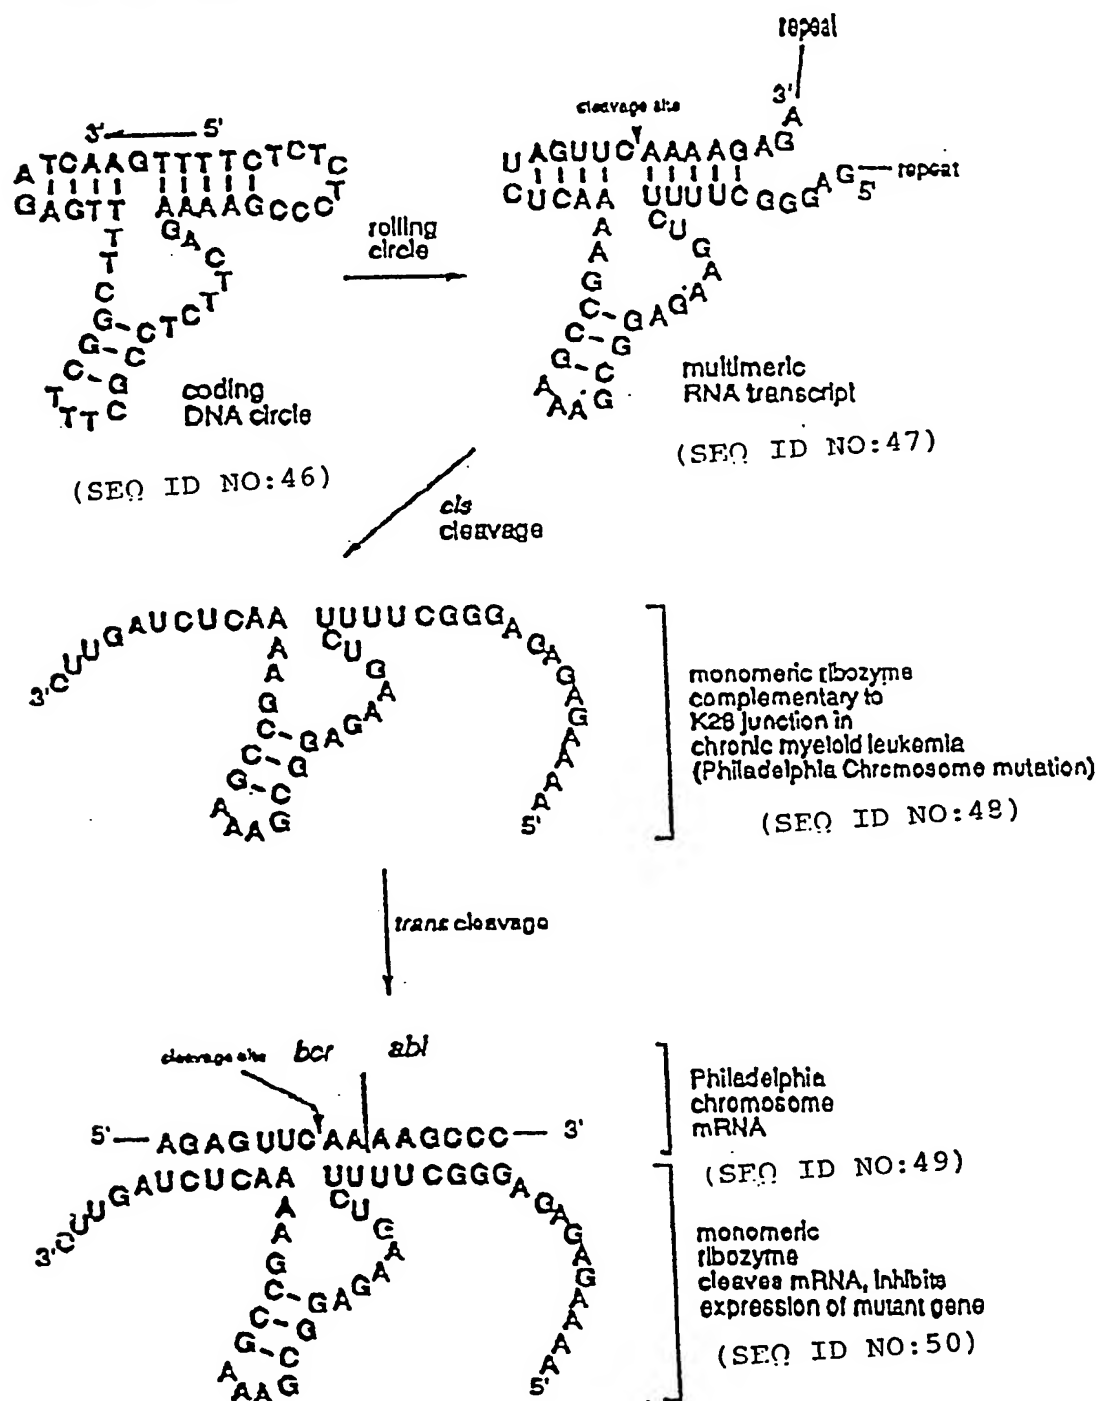 repeat
3'
A
cleavage site
3' 5'
ATCAAGTTTTCTCTCT
UAGUUCAAAAGAG
GAGTTT AAAAGCCC
CUCAAA UUUUCGGGAG
5'
repeat
rolling
circle
coding
DNA circle
(SEQ ID NO:46)
multimeric
RNA transcript
(SEQ ID NO:47)
cis
cleavage
3'CUUGAUCUCAA UUUUCGGGAGAGAGAAAA
5'
monomeric ribozyme
complementary to
K28 junction in
chronic myeloid leukemia
(Philadelphia Chromosome mutation)
(SEQ ID NO:48)
trans cleavage
cleavage site bcr abl
5' AGAGUUCAAAAGCCC 3'
3'CUUGAUCUCAA UUUUCGGGAGAGAGAAAA
5'
Philadelphia
chromosome
mRNA
(SEQ ID NO:49)
monomeric
ribozyme
cleaves mRNA, inhibits
expression of mutant gene
(SEQ ID NO:50)